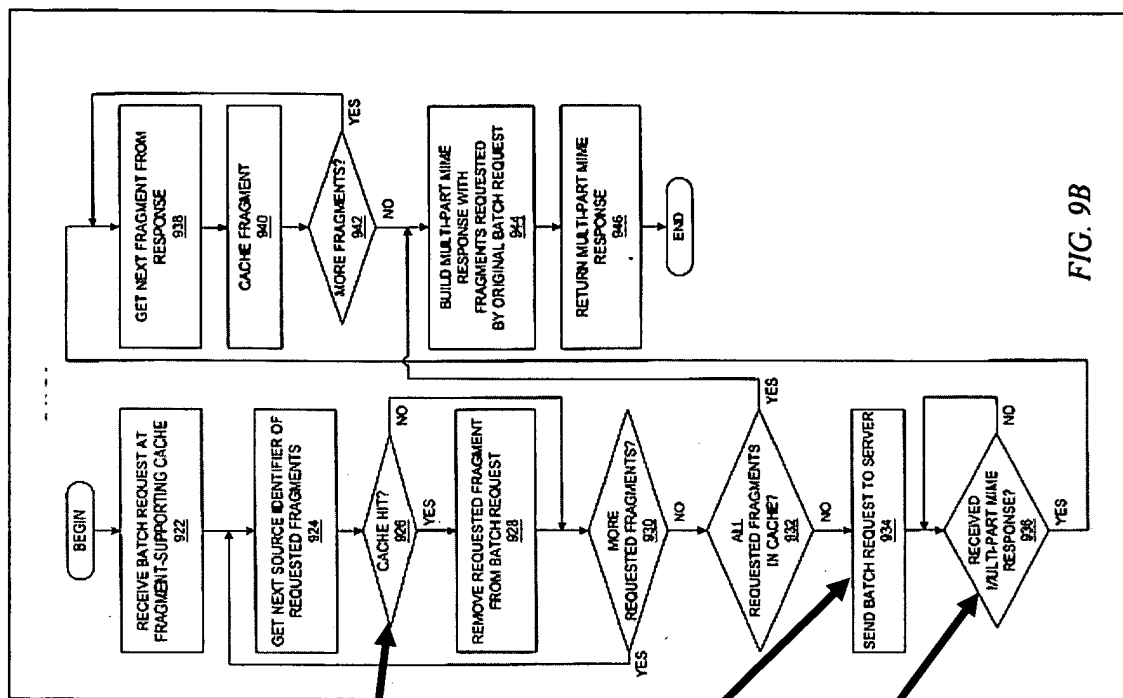 BEGIN
RECEIVE BATCH REQUEST AT
FRAGMENT-SUPPORTING CACHE
922
GET NEXT SOURCE IDENTIFIER OF
REQUESTED FRAGMENTS
924
CACHE HIT?
926
NO
YES
REMOVE REQUESTED FRAGMENT
FROM BATCH REQUEST
928
MORE
REQUESTED FRAGMENTS?
930
YES
NO
ALL
REQUESTED FRAGMENTS
IN CACHE?
932
YES
NO
SEND BATCH REQUEST TO SERVER
934
RECEIVED
MULTI-PART MIME
RESPONSE?
936
NO
YES
GET NEXT FRAGMENT FROM
RESPONSE
938
CACHE FRAGMENT
940
MORE FRAGMENTS?
942
YES
NO
BUILD MULTI-PART MIME
RESPONSE WITH
FRAGMENTS REQUESTED
BY ORIGINAL BATCH REQUEST
944
RETURN MULTI-PART MIME
RESPONSE
946
END
FIG. 9B